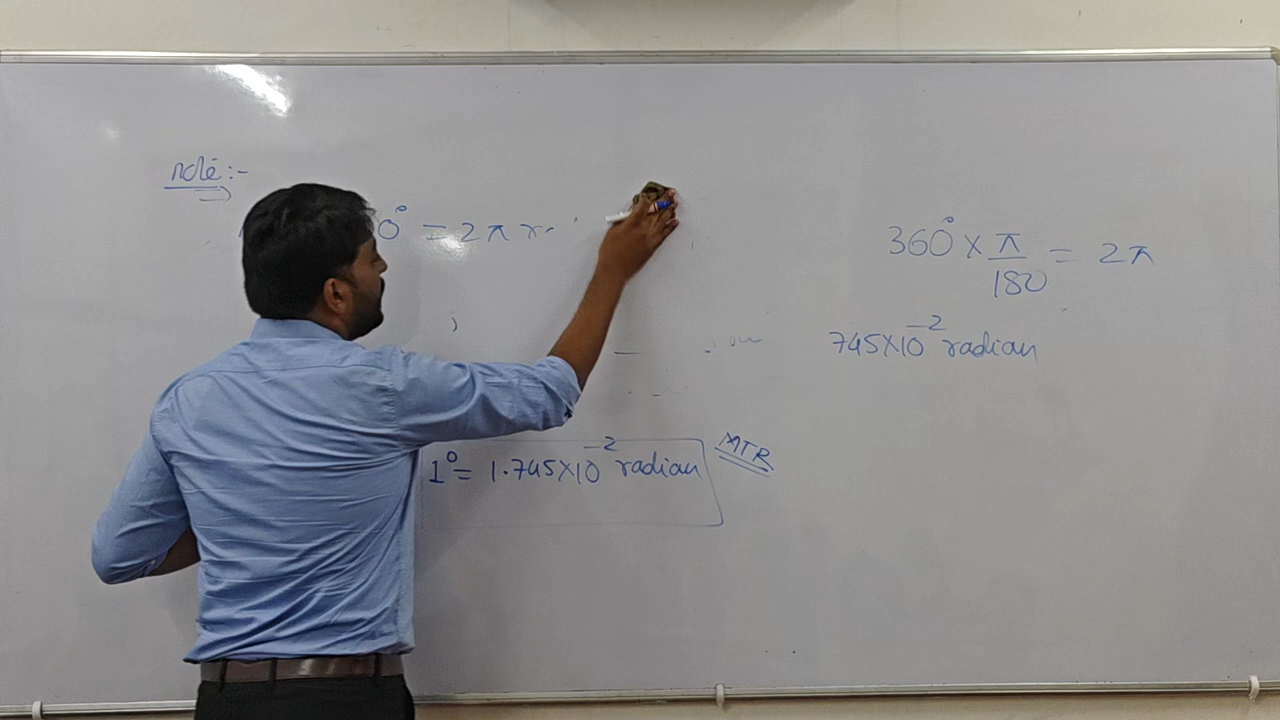 note:-
0° = 2π
1° = 1.745×10⁻² radian
MTR
360° × π/180 = 2π
745×10⁻² radian